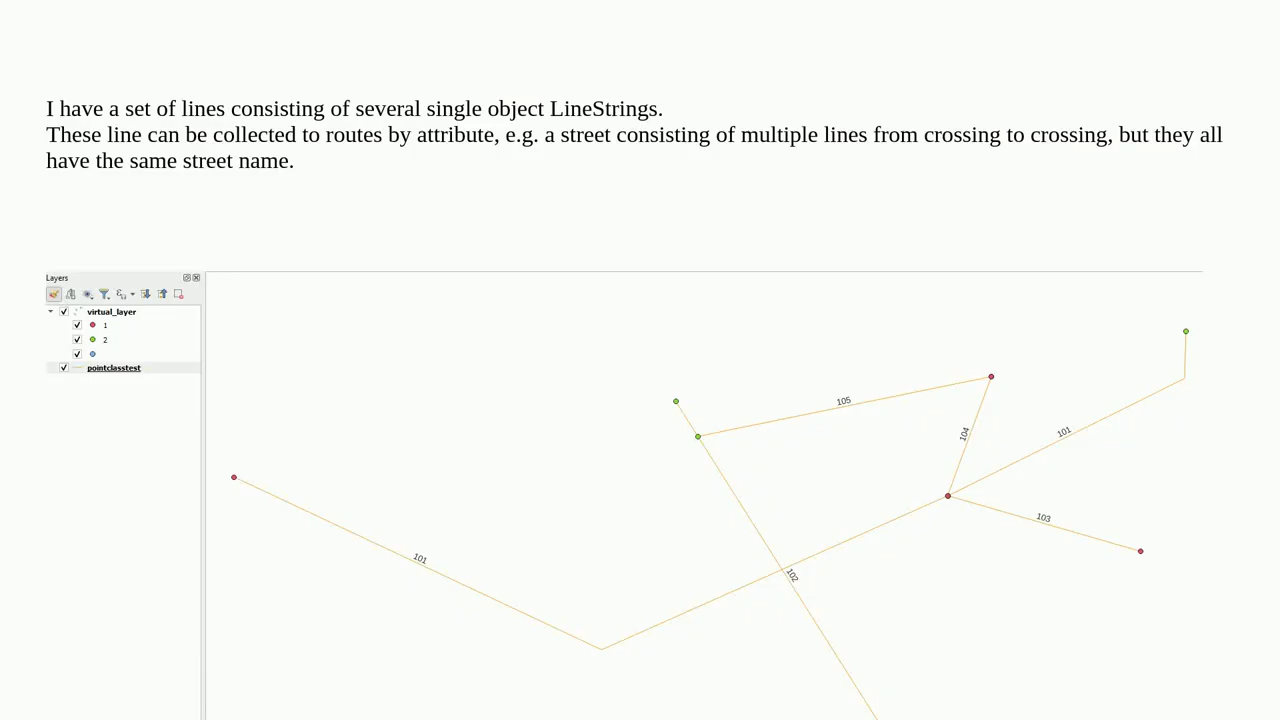 I have a set of lines consisting of several single object LineStrings.
These line can be collected to routes by attribute, e.g. a street consisting of multiple lines from crossing to crossing, but they all
have the same street name.
Layers
virtual_layer
1
2
pointclasstest
105
104
101
103
101
102